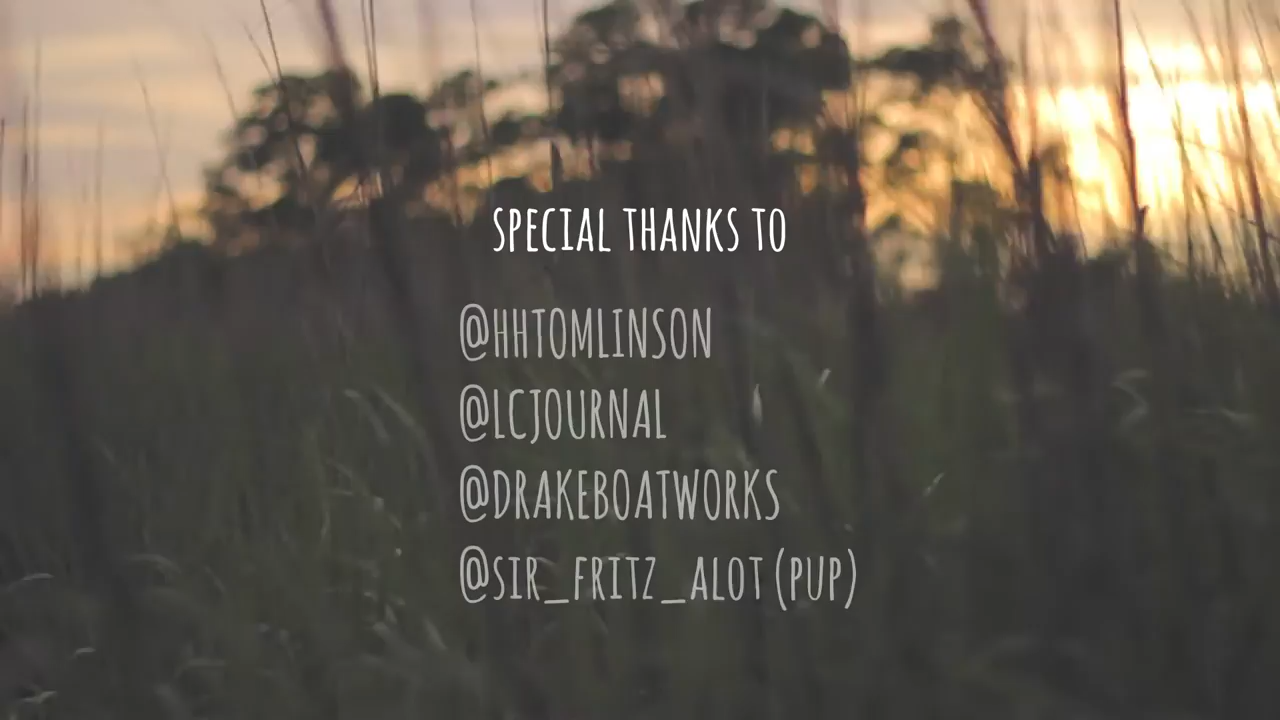 SPECIAL THANKS TO
@HHTOMLINSON
@LCJOURNAL
@DRAKEBOATWORKS
@SIR_FRITZ_ALOT (PUP)